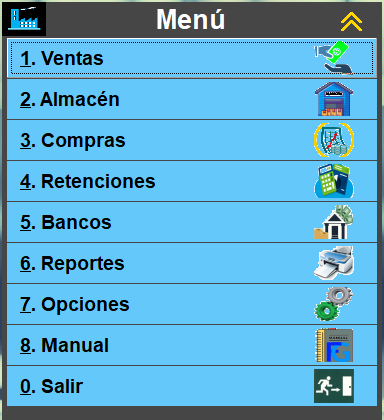 Menú
1. Ventas
2. Almacén
3. Compras
4. Retenciones
5. Bancos
6. Reportes
7. Opciones
8. Manual
0. Salir